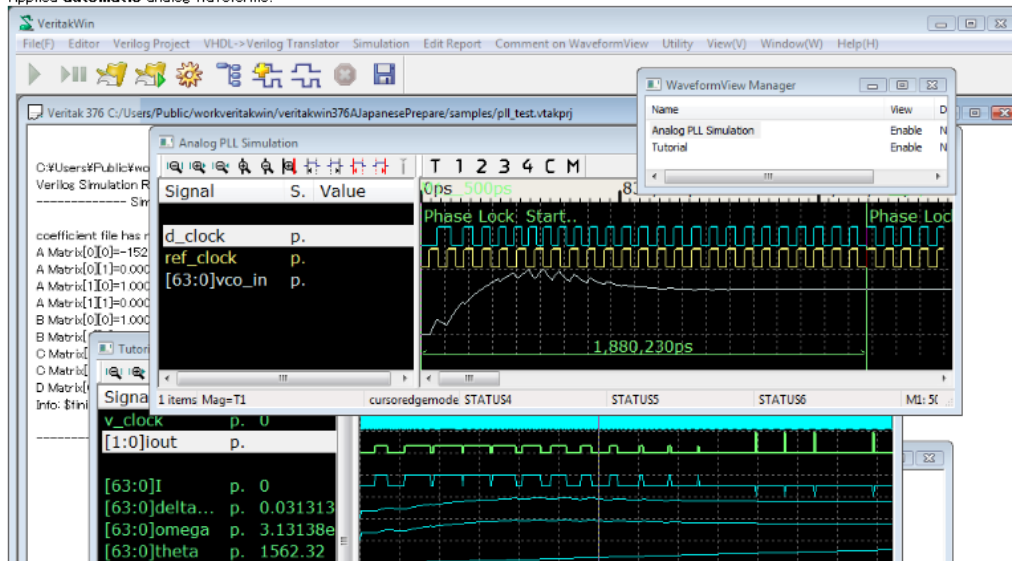 Applied automatic analog waveforms.
VeritakWin
File(F) Editor Verilog Project VHDL->Verilog Translator Simulation Edit Report Comment on WaveformView Utility View(V) Window(W) Help(H)
WaveformView Manager
Name View D
Analog PLL Simulation Enable N
Tutorial Enable N
Veritak 376 C:/Users/Public/workveritakwin/veritakwin376AJapanesePrepare/samples/pll_test.vtakprj
Analog PLL Simulation
T 1 2 3 4 C M
Signal S. Value
0ps 500ps
Phase Lock Start..
Phase Loc
d_clock p.
ref_clock p.
[63:0]vco_in p.
1,880,230ps
1 items Mag=T1 cursoredgemode STATUS4 STATUS5 STATUS6 M1: 5(
C:¥Users¥Public¥wo
Verilog Simulation R
-------------- Sim
coefficient file has
A Matrix[0][0]=-152
A Matrix[0][1]=0.000
A Matrix[1][0]=1.000
A Matrix[1][1]=0.000
B Matrix[0][0]=1.000
B Matrix[
C Matrix[
C Matrix[
D Matrix[
Info: $fini
Tutori
Signa
v_clock p. 0
[1:0]iout p.
[63:0]I p. 0
[63:0]delta... p. 0.031313
[63:0]omega p. 3.13138e
[63:0]theta p. 1562.32